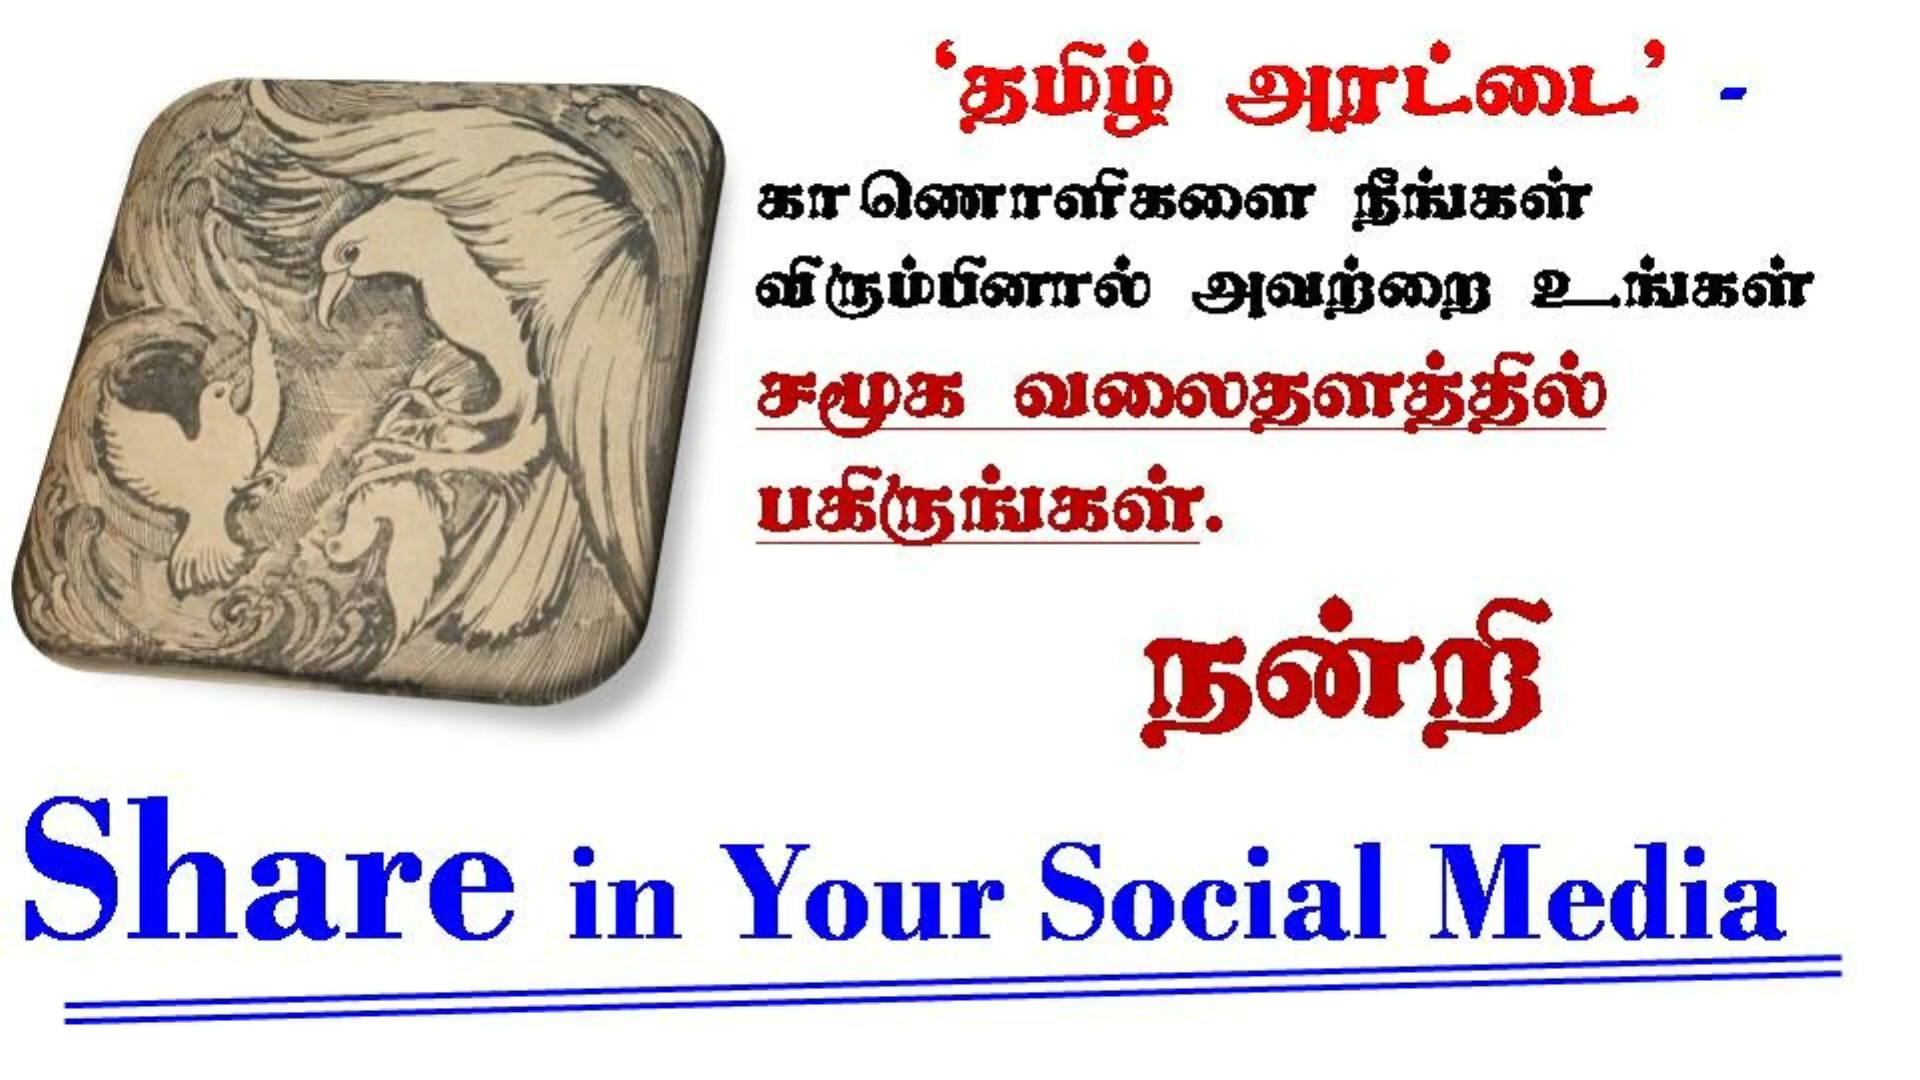 ‘தமிழ் அரட்டை’ -
காணொளிகளை நீங்கள்
விரும்பினால் அவற்றை உங்கள்
சமூக வலைதளத்தில்
பகிருங்கள்.
நன்றி
Share in Your Social Media